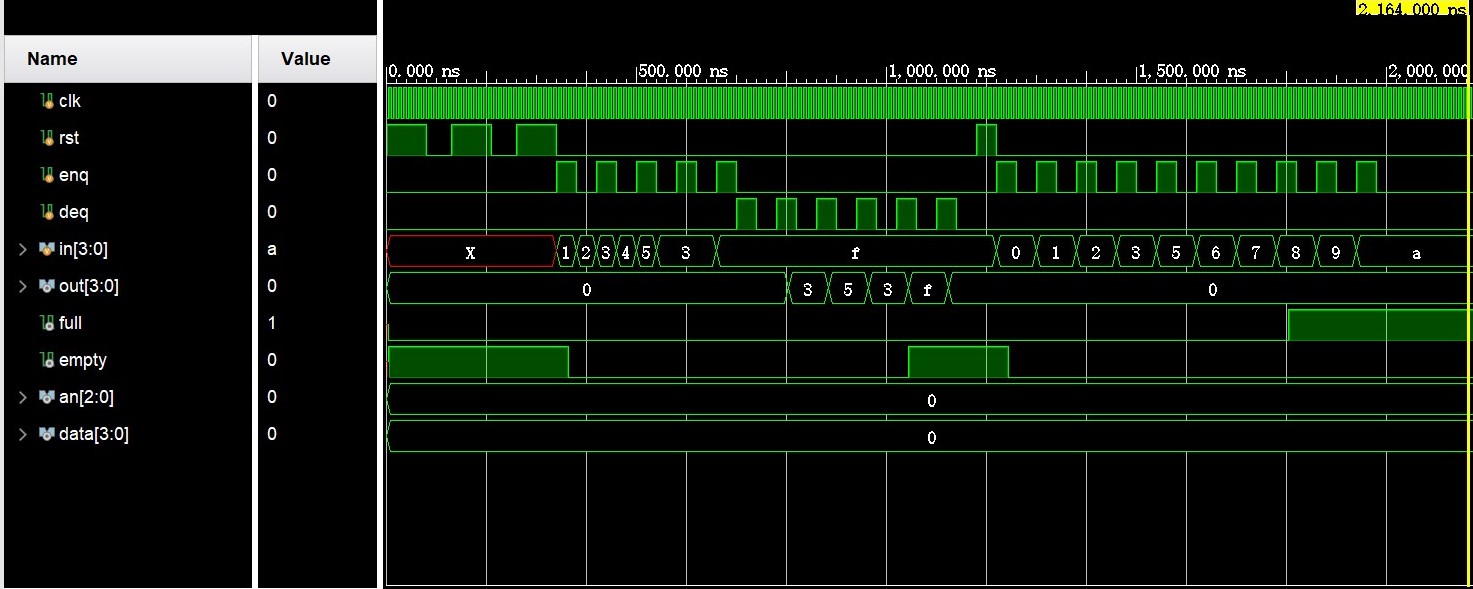 2,164.000 ns
Name Value
0.000 ns 500.000 ns 1,000.000 ns 1,500.000 ns 2,000.000
clk 0
rst 0
enq 0
deq 0
in[3:0] a X 1 2 3 4 5 3 f 0 1 2 3 5 6 7 8 9 a
out[3:0] 0 0 3 5 3 f 0
full 1
empty 0
an[2:0] 0 0
data[3:0] 0 0